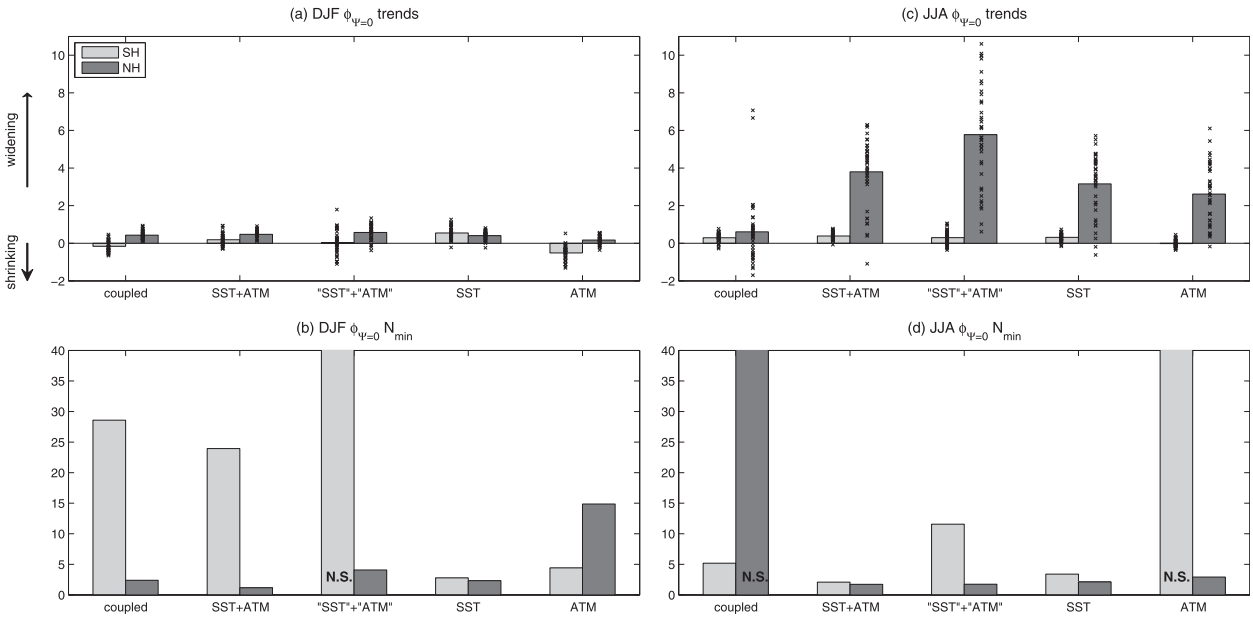 (a) DJF ϕΨ=0 trends
SH
NH
10
8
6
4
2
0
−2
widening
shrinking
coupled SST+ATM "SST"+"ATM" SST ATM
(c) JJA ϕΨ=0 trends
10
8
6
4
2
0
−2
coupled SST+ATM "SST"+"ATM" SST ATM
(b) DJF ϕΨ=0 Nmin
40
35
30
25
20
15
10
5
0
N.S.
coupled SST+ATM "SST"+"ATM" SST ATM
(d) JJA ϕΨ=0 Nmin
40
35
30
25
20
15
10
5
0
N.S. N.S.
coupled SST+ATM "SST"+"ATM" SST ATM